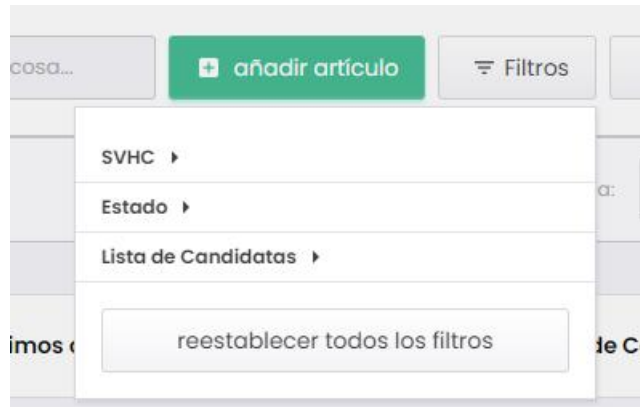 cosa...
añadir artículo
Filtros
SVHC
a:
Estado
Lista de Candidatas
reestablecer todos los filtros
imos
de C